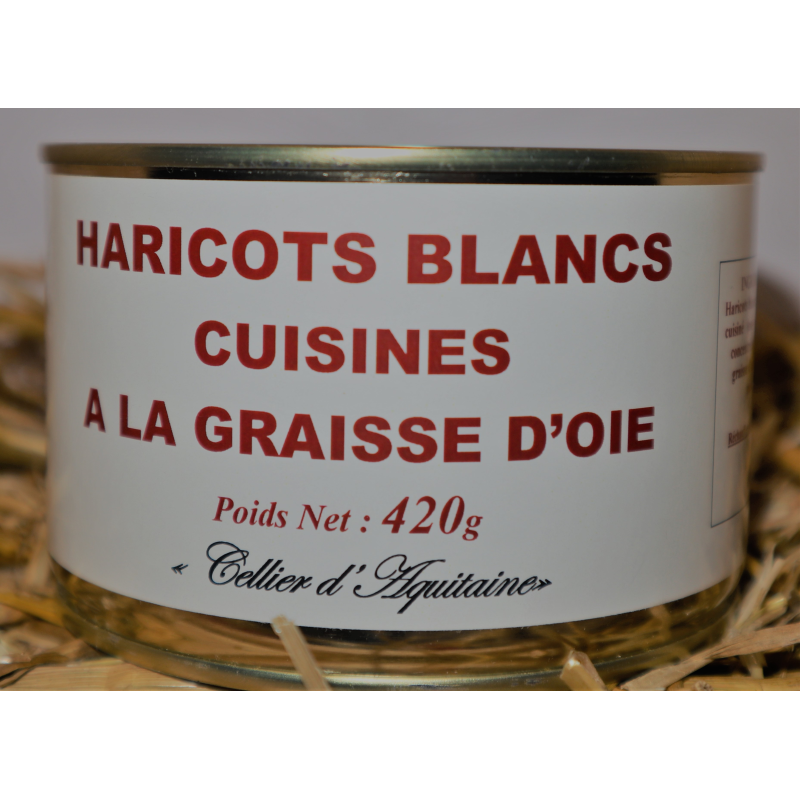 HARICOTS BLANCS
CUISINES
A LA GRAISSE D'OIE
Poids Net : 420g
« Cellier d'Aquitaine»